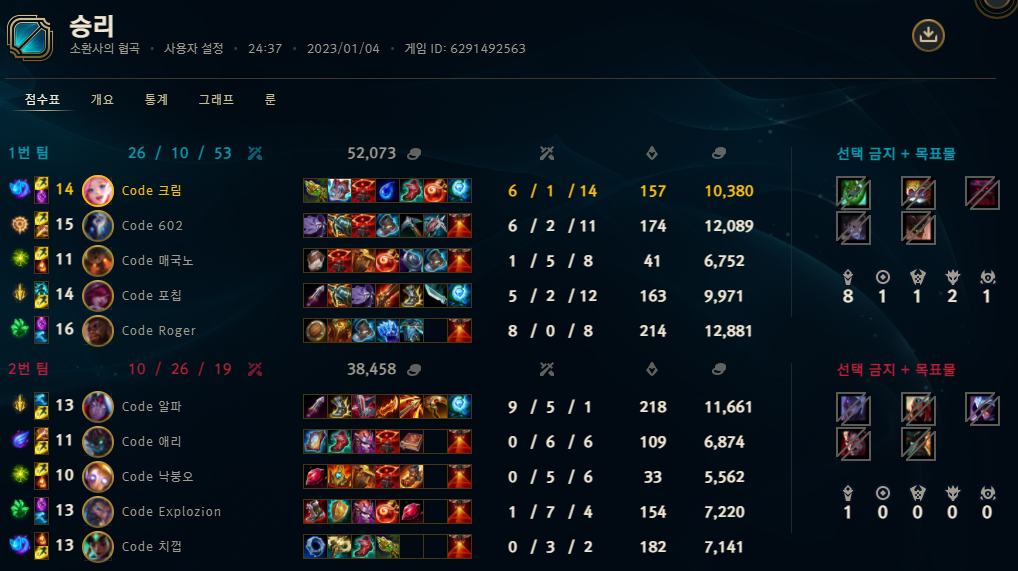 승리
소환사의 협곡 • 사용자 설정 • 24:37 • 2023/01/04 • 게임 ID: 6291492563
점수표 개요 통계 그래프 룬
1번 팀 26 / 10 / 53 52,073 선택 금지 + 목표물
14 Code 크림 6 / 1 / 14 157 10,380
15 Code 602 6 / 2 / 11 174 12,089
11 Code 매국노 1 / 5 / 8 41 6,752
14 Code 포칩 5 / 2 / 12 163 9,971
8 1 1 2 1
16 Code Roger 8 / 0 / 8 214 12,881
2번 팀 10 / 26 / 19 38,458 선택 금지 + 목표물
13 Code 알파 9 / 5 / 1 218 11,661
11 Code 애리 0 / 6 / 6 109 6,874
10 Code 낙붕오 0 / 5 / 6 33 5,562
13 Code Explozion 1 / 7 / 4 154 7,220
1 0 0 0 0
13 Code 치껍 0 / 3 / 2 182 7,141